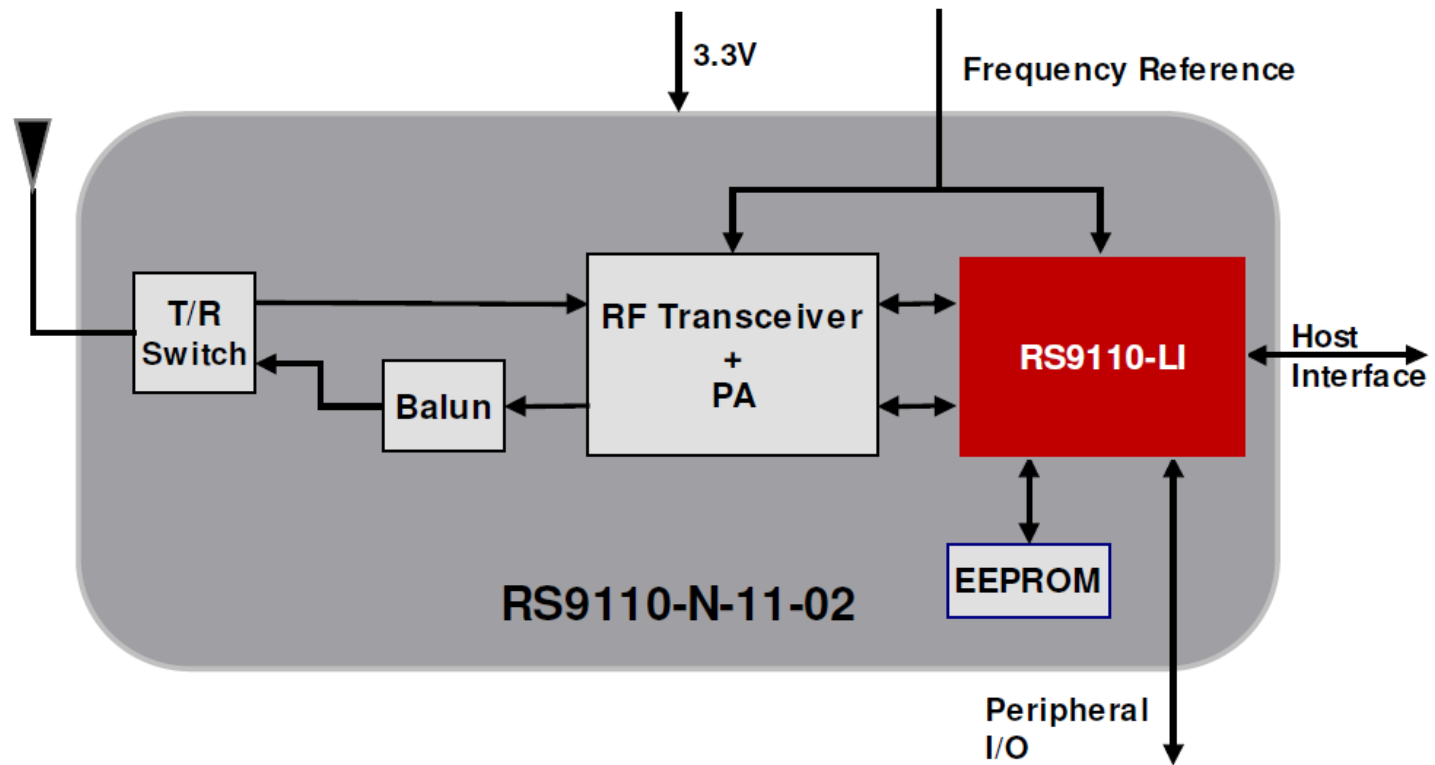 3.3V
Frequency Reference
T/R
Switch
RF Transceiver
+
PA
Balun
RS9110-LI
Host
Interface
EEPROM
RS9110-N-11-02
Peripheral
I/O